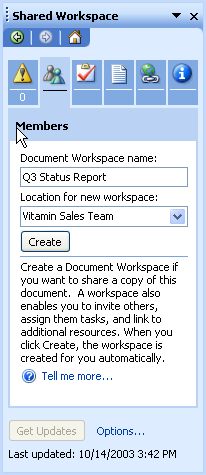 Shared Workspace
0
Members
Document Workspace name:
Q3 Status Report
Location for new workspace:
Vitamin Sales Team
Create
Create a Document Workspace if
you want to share a copy of this
document. A workspace also
enables you to invite others,
assign them tasks, and link to
additional resources. When you
click Create, the workspace is
created for you automatically.
Tell me more...
Get Updates Options...
Last updated: 10/14/2003 3:42 PM